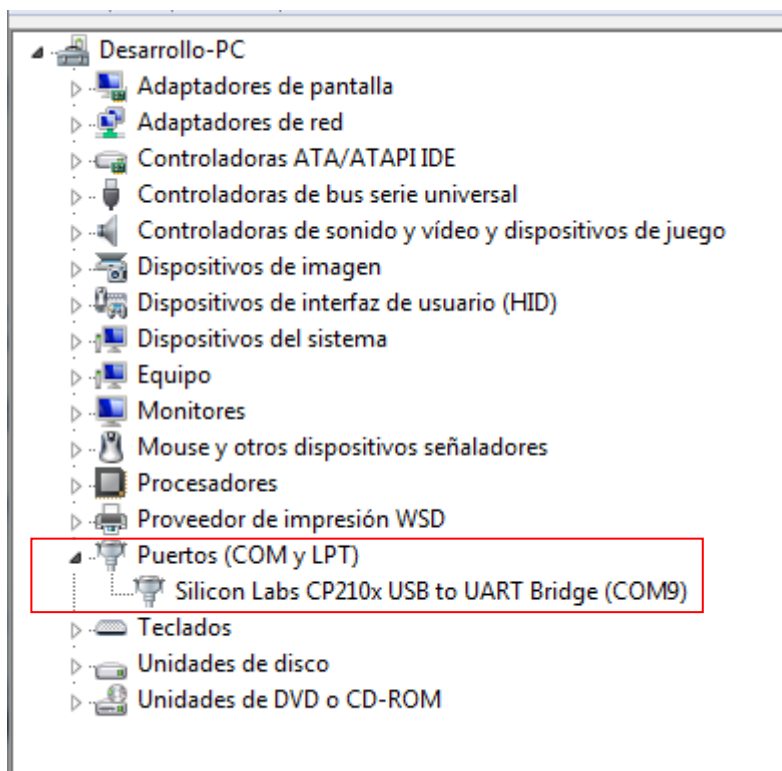 Desarrollo-PC
Adaptadores de pantalla
Adaptadores de red
Controladoras ATA/ATAPI IDE
Controladoras de bus serie universal
Controladoras de sonido y vídeo y dispositivos de juego
Dispositivos de imagen
Dispositivos de interfaz de usuario (HID)
Dispositivos del sistema
Equipo
Monitores
Mouse y otros dispositivos señaladores
Procesadores
Proveedor de impresión WSD
Puertos (COM y LPT)
Silicon Labs CP210x USB to UART Bridge (COM9)
Teclados
Unidades de disco
Unidades de DVD o CD-ROM